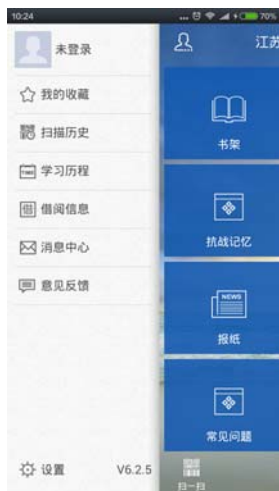 10:24
... 70%
未登录
江苏
我的收藏
扫描历史
学习历程
借阅信息
消息中心
意见反馈
设置
V6.2.5
书架
抗战记忆
NEWS
报纸
常见问题
扫一扫